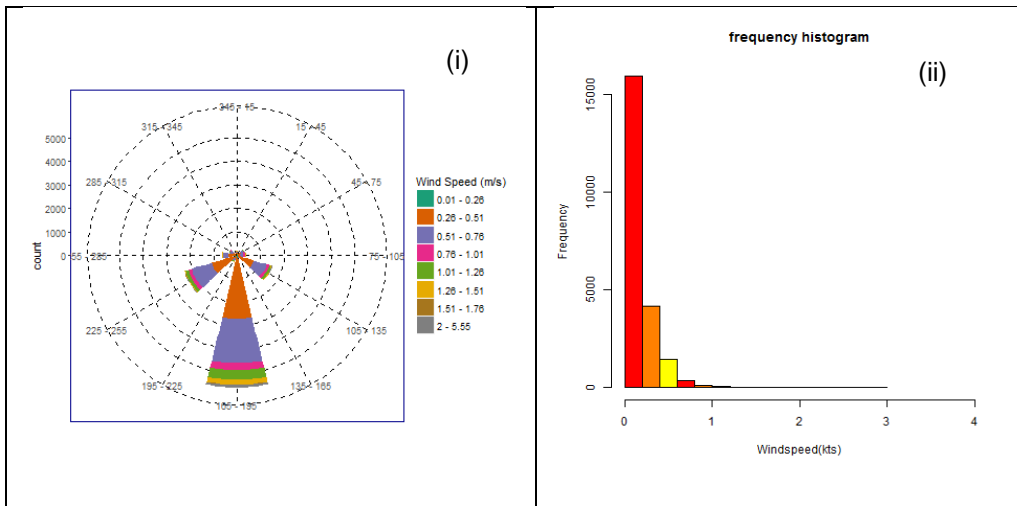 (i)
345 - 15
315 - 345
15 - 45
5000
4000
285 - 315
45 - 75
3000
2000
1000
0
55 - 285
75 - 105
count
225 - 255
105 - 135
195 - 225
135 - 165
165 - 195
Wind Speed (m/s)
0.01 - 0.26
0.26 - 0.51
0.51 - 0.76
0.76 - 1.01
1.01 - 1.26
1.26 - 1.51
1.51 - 1.76
2 - 5.55
frequency histogram
(ii)
Frequency
15000
10000
5000
0
0 1 2 3 4
Windspeed(kts)